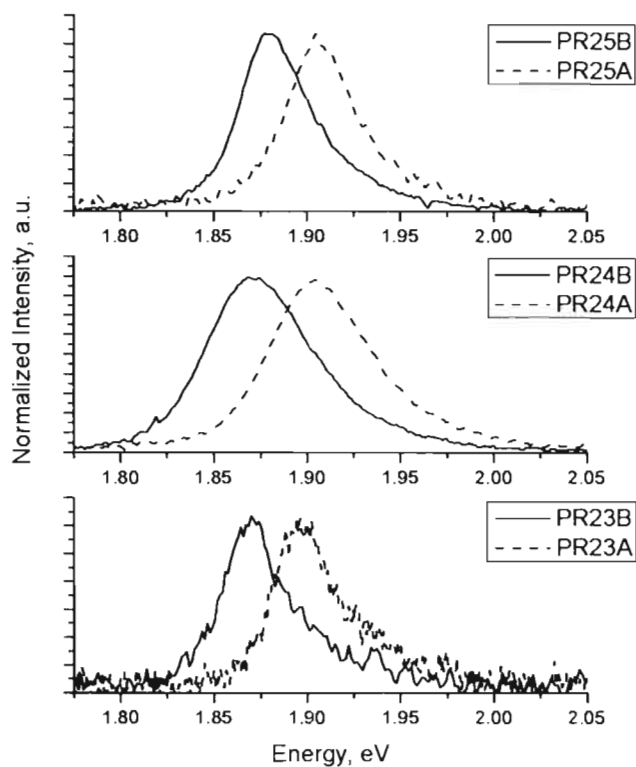 PR25B
PR25A
1.80 1.85 1.90 1.95 2.00 2.05
PR24B
PR24A
1.80 1.85 1.90 1.95 2.00 2.05
Normalized Intensity, a.u.
PR23B
PR23A
1.80 1.85 1.90 1.95 2.00 2.05
Energy, eV